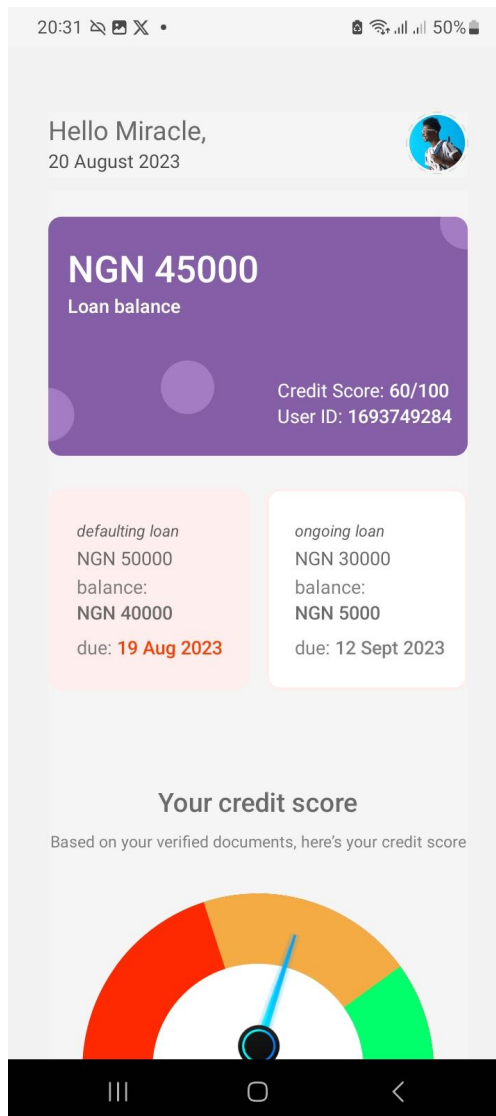 20:31 50%
Hello Miracle,
20 August 2023
NGN 45000
Loan balance
Credit Score: 60/100
User ID: 1693749284
defaulting loan
NGN 50000
balance:
NGN 40000
due: 19 Aug 2023
ongoing loan
NGN 30000
balance:
NGN 5000
due: 12 Sept 2023
Your credit score
Based on your verified documents, here's your credit score